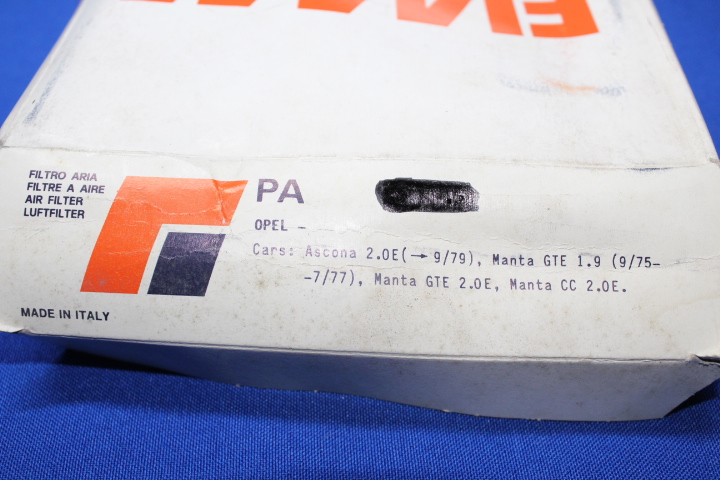 FILTRO ARIA
FILTRE A AIRE
AIR FILTER
LUFTFILTER
PA
OPEL -
Cars: Ascona 2.0E(→ 9/79), Manta GTE 1.9 (9/75-
-7/77), Manta GTE 2.0E, Manta CC 2.0E.
MADE IN ITALY